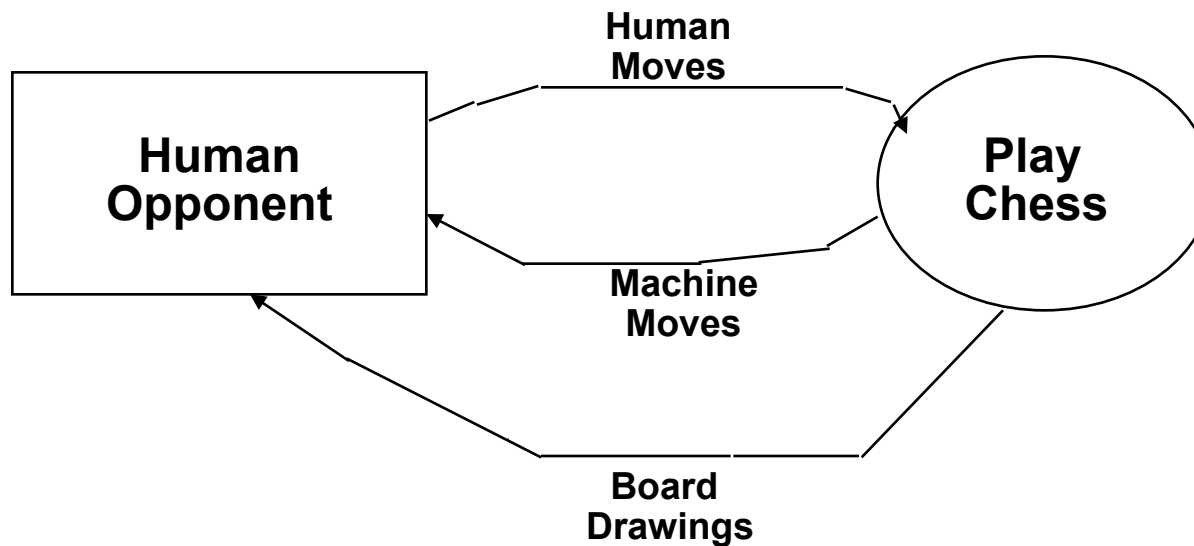 Human
Moves
Human
Opponent
Play
Chess
Machine
Moves
Board
Drawings